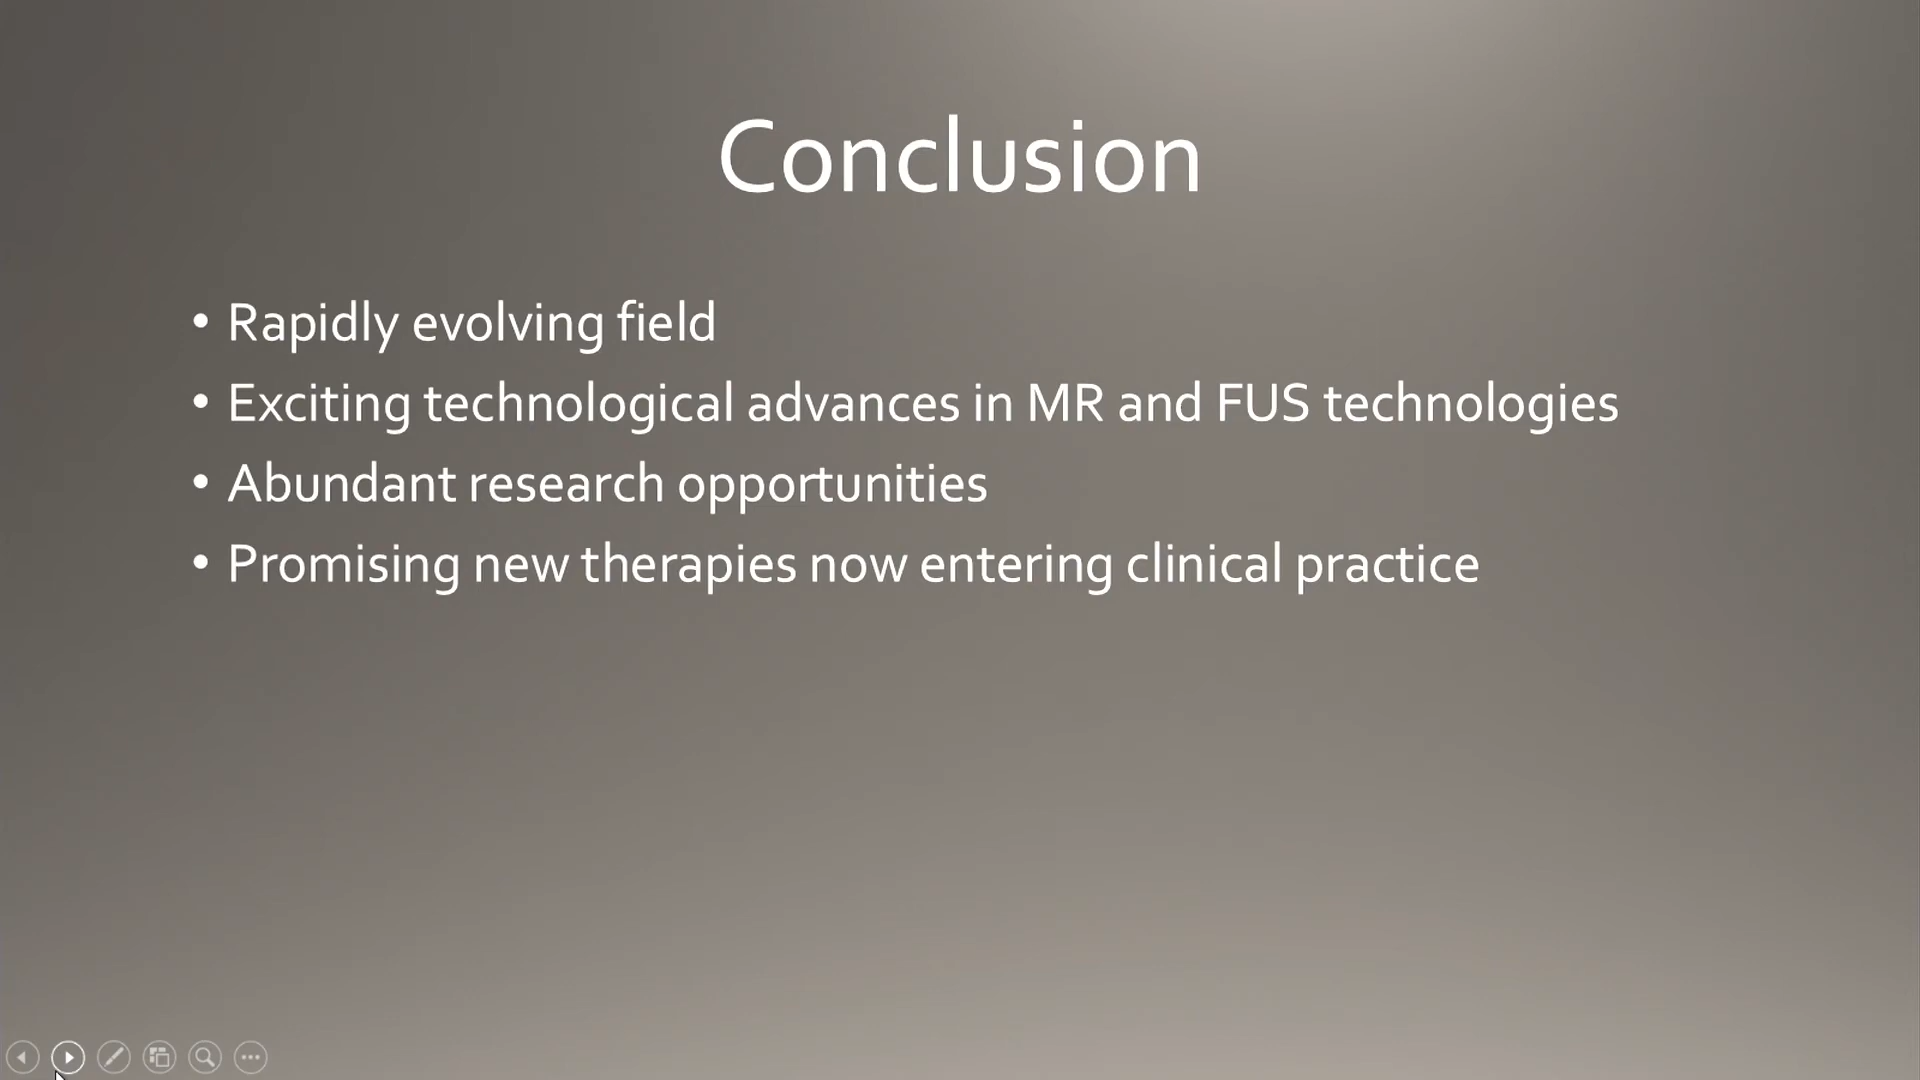 Conclusion
• Rapidly evolving field
• Exciting technological advances in MR and FUS technologies
• Abundant research opportunities
• Promising new therapies now entering clinical practice